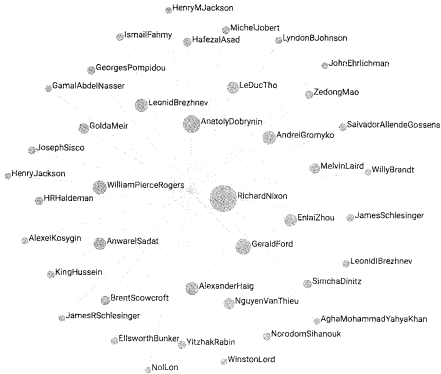 HenryMJackson
MichelJobert
IsmailFahmy
HafezalAsad
LyndonBJohnson
JohnEhrlichman
GeorgesPompidou
GamalAbdelNasser
LeDucTho
ZedongMao
LeonidBrezhnev
AnatolyDobrynin
SalvadorAllendeGossens
GoldaMeir
AndreiGromyko
JosephSisco
MelvinLaird
WillyBrandt
HenryJackson
WilliamPierceRogers
RichardNixon
HRHaldeman
EnlaiZhou
JamesSchlesinger
AlexeiKosygin
AnwarelSadat
GeraldFord
LeonidIBrezhnev
KingHussein
SimchaDinitz
AlexanderHaig
BrentScowcroft
NguyenVanThieu
JamesRSchlesinger
AghaMohammadYahyaKhan
EllsworthBunker
YitzhakRabin
NorodomSihanouk
WinstonLord
NolLon